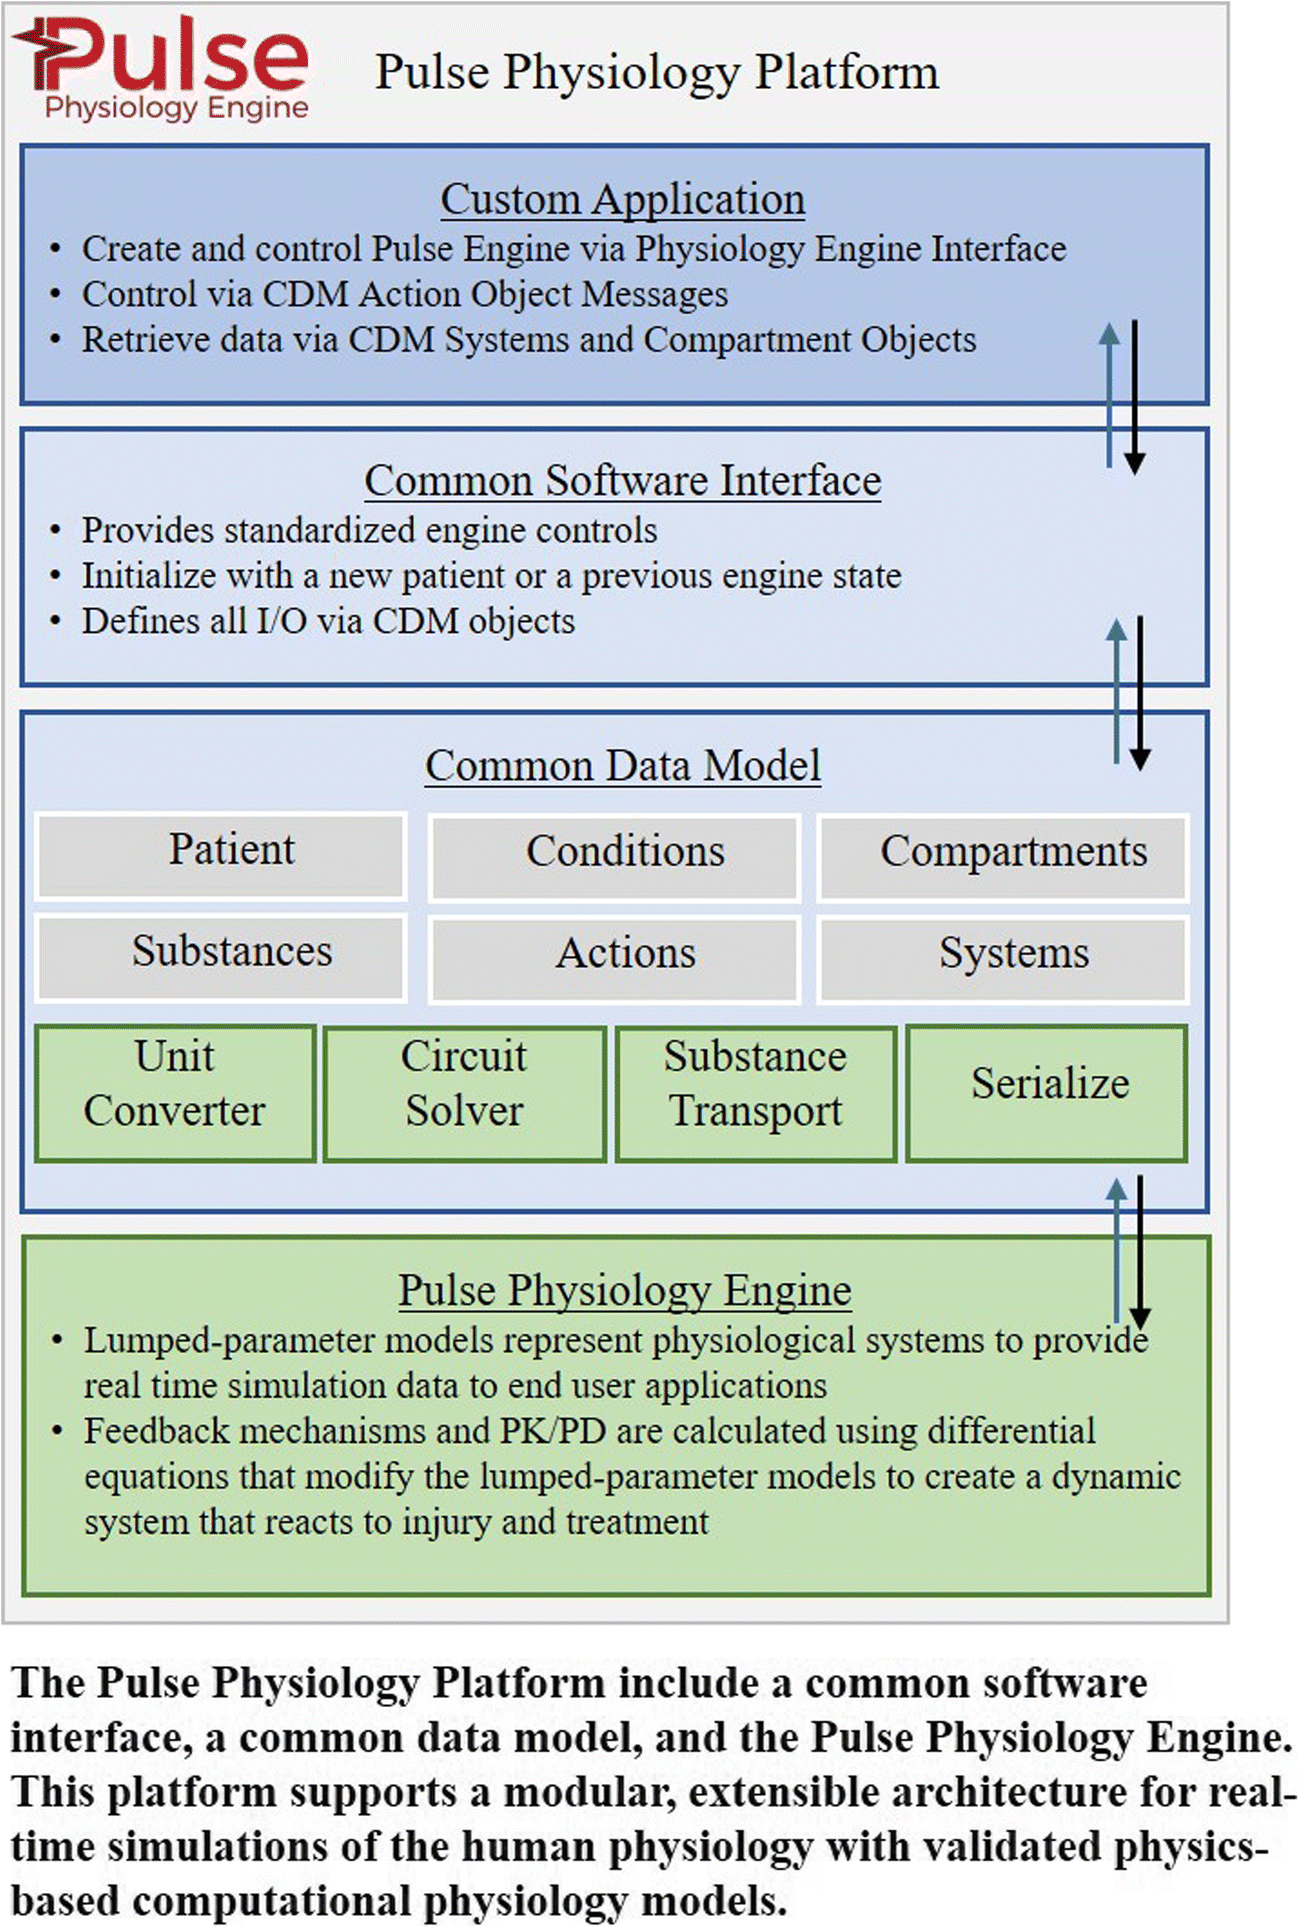 Pulse
Physiology Engine
Pulse Physiology Platform
Custom Application
• Create and control Pulse Engine via Physiology Engine Interface
• Control via CDM Action Object Messages
• Retrieve data via CDM Systems and Compartment Objects
Common Software Interface
• Provides standardized engine controls
• Initialize with a new patient or a previous engine state
• Defines all I/O via CDM objects
Common Data Model
Patient
Conditions
Compartments
Substances
Actions
Systems
Unit
Converter
Circuit
Solver
Substance
Transport
Serialize
Pulse Physiology Engine
• Lumped-parameter models represent physiological systems to provide
real time simulation data to end user applications
• Feedback mechanisms and PK/PD are calculated using differential
equations that modify the lumped-parameter models to create a dynamic
system that reacts to injury and treatment
The Pulse Physiology Platform include a common software
interface, a common data model, and the Pulse Physiology Engine.
This platform supports a modular, extensible architecture for real-
time simulations of the human physiology with validated physics-
based computational physiology models.